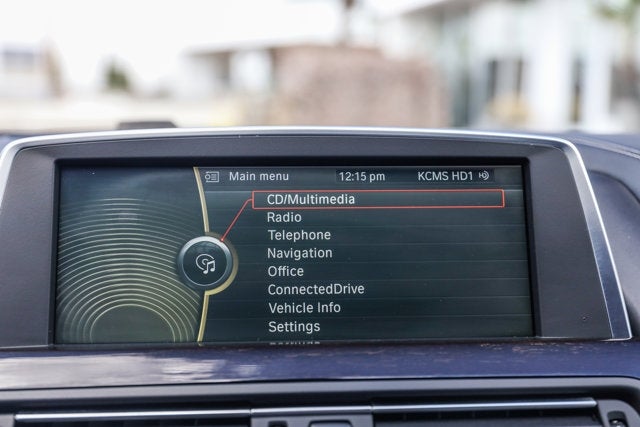 Main menu 12:15 pm KCMS HD1
CD/Multimedia
Radio
Telephone
Navigation
Office
ConnectedDrive
Vehicle Info
Settings